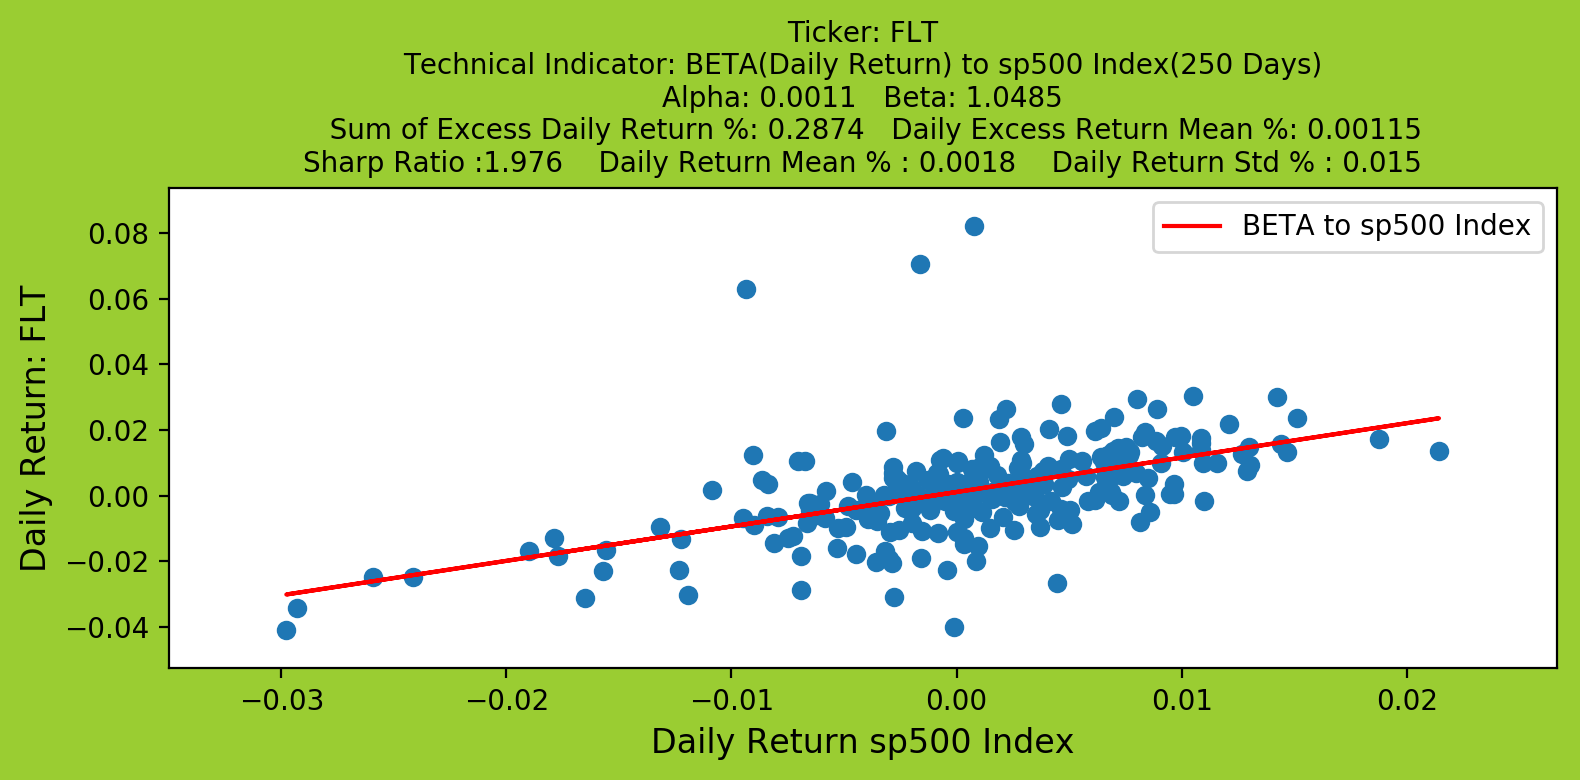 Ticker: FLT
Technical Indicator: BETA(Daily Return) to sp500 Index(250 Days)
Alpha: 0.0011   Beta: 1.0485
Sum of Excess Daily Return %: 0.2874   Daily Excess Return Mean %: 0.00115
Sharp Ratio :1.976    Daily Return Mean % : 0.0018    Daily Return Std % : 0.015
BETA to sp500 Index
Daily Return: FLT
0.08
0.06
0.04
0.02
0.00
−0.02
−0.04
−0.03 −0.02 −0.01 0.00 0.01 0.02
Daily Return sp500 Index